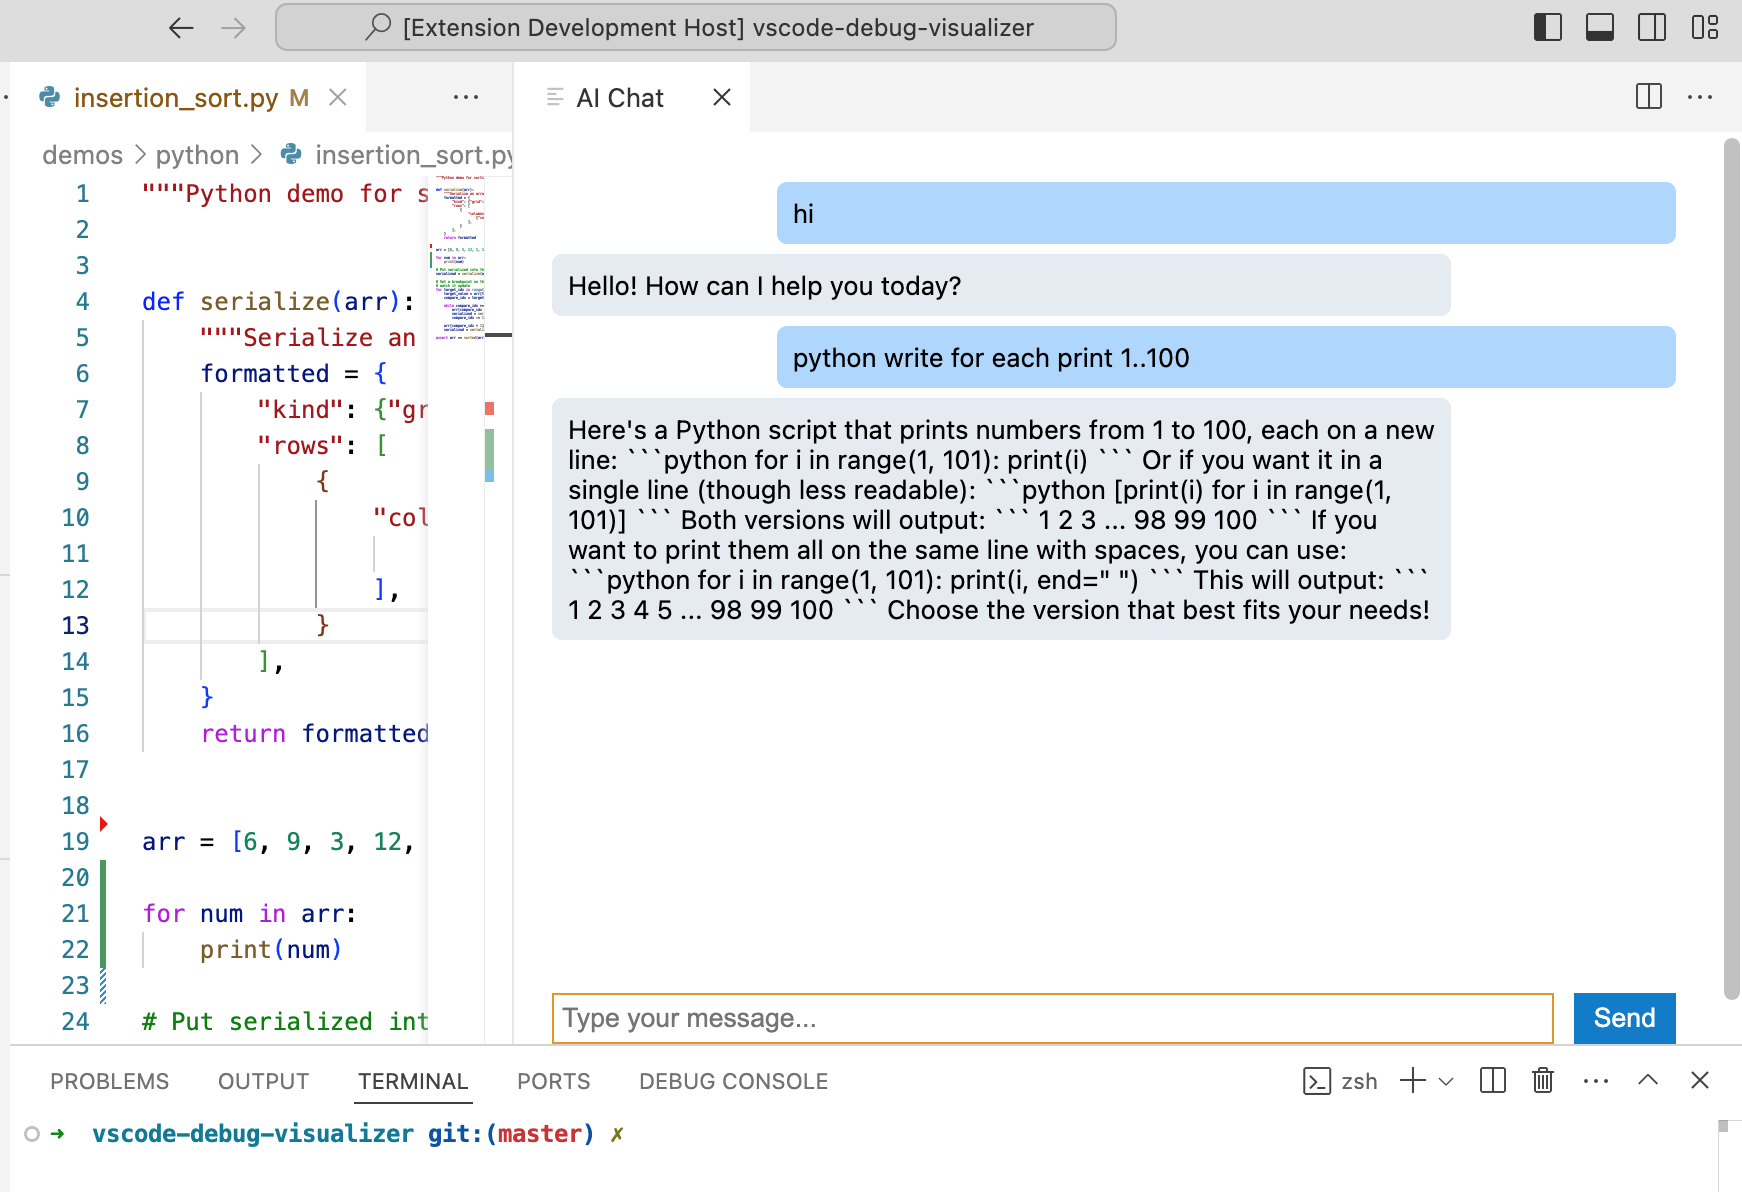 [Extension Development Host] vscode-debug-visualizer
insertion_sort.py M
AI Chat
demos > python > insertion_sort.py
1 """Python demo for s
2
3
4 def serialize(arr):
5 """Serialize an
6 formatted = {
7 "kind": {"gr
8 "rows": [
9 {
10 "col
11
12 ],
13 }
14 ],
15 }
16 return formatted
17
18
19 arr = [6, 9, 3, 12,
20
21 for num in arr:
22 print(num)
23
24 # Put serialized int
hi
Hello! How can I help you today?
python write for each print 1..100
Here's a Python script that prints numbers from 1 to 100, each on a new
line: ```python for i in range(1, 101): print(i) ``` Or if you want it in a
single line (though less readable): ```python [print(i) for i in range(1,
101)] ``` Both versions will output: ``` 1 2 3 ... 98 99 100 ``` If you
want to print them all on the same line with spaces, you can use:
```python for i in range(1, 101): print(i, end=" ") ``` This will output: ```
1 2 3 4 5 ... 98 99 100 ``` Choose the version that best fits your needs!
Type your message...
Send
PROBLEMS OUTPUT TERMINAL PORTS DEBUG CONSOLE
zsh
→ vscode-debug-visualizer git:(master) ✗